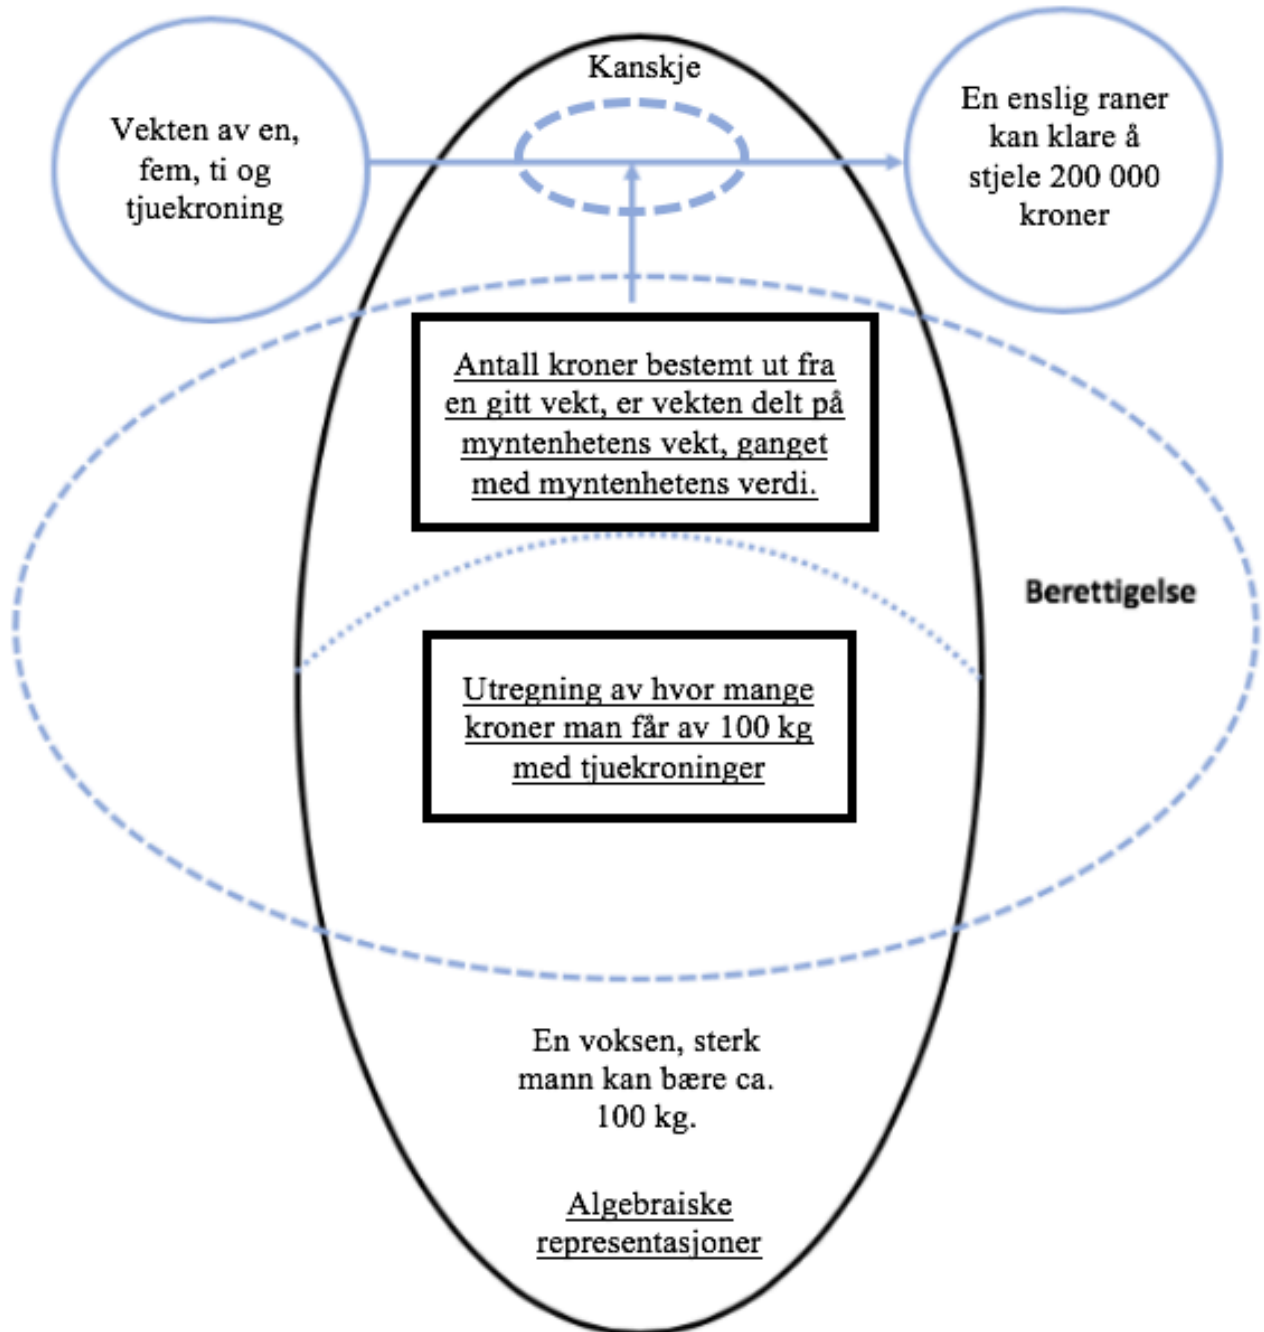 Kanskje
Vekten av en,
fem, ti og
tjuekroning
En enslig raner
kan klare å
stjele 200 000
kroner
Antall kroner bestemt ut fra
en gitt vekt, er vekten delt på
myntenhetens vekt, ganget
med myntenhetens verdi.
Berettigelse
Utregning av hvor mange
kroner man får av 100 kg
med tjuekroninger
En voksen, sterk
mann kan bære ca.
100 kg.
Algebraiske
representasjoner